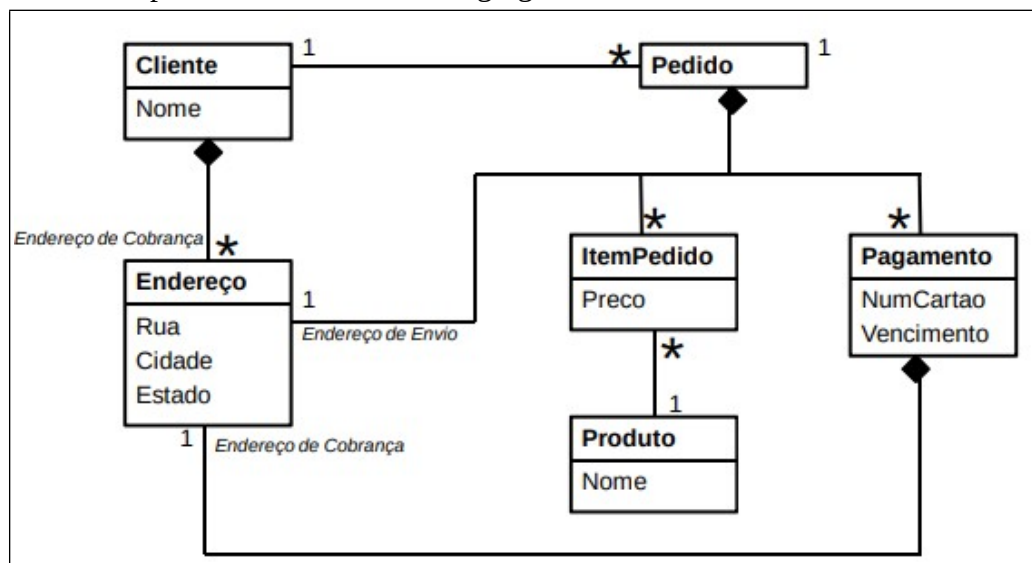 1
*
1
Cliente
Pedido
Nome
Endereço de Cobrança
*
*
*
Endereço
ItemPedido
Pagamento
1
Rua
Preco
NumCartao
Endereço de Envio
Cidade
Vencimento
*
Estado
1
1
Endereço de Cobrança
Produto
Nome